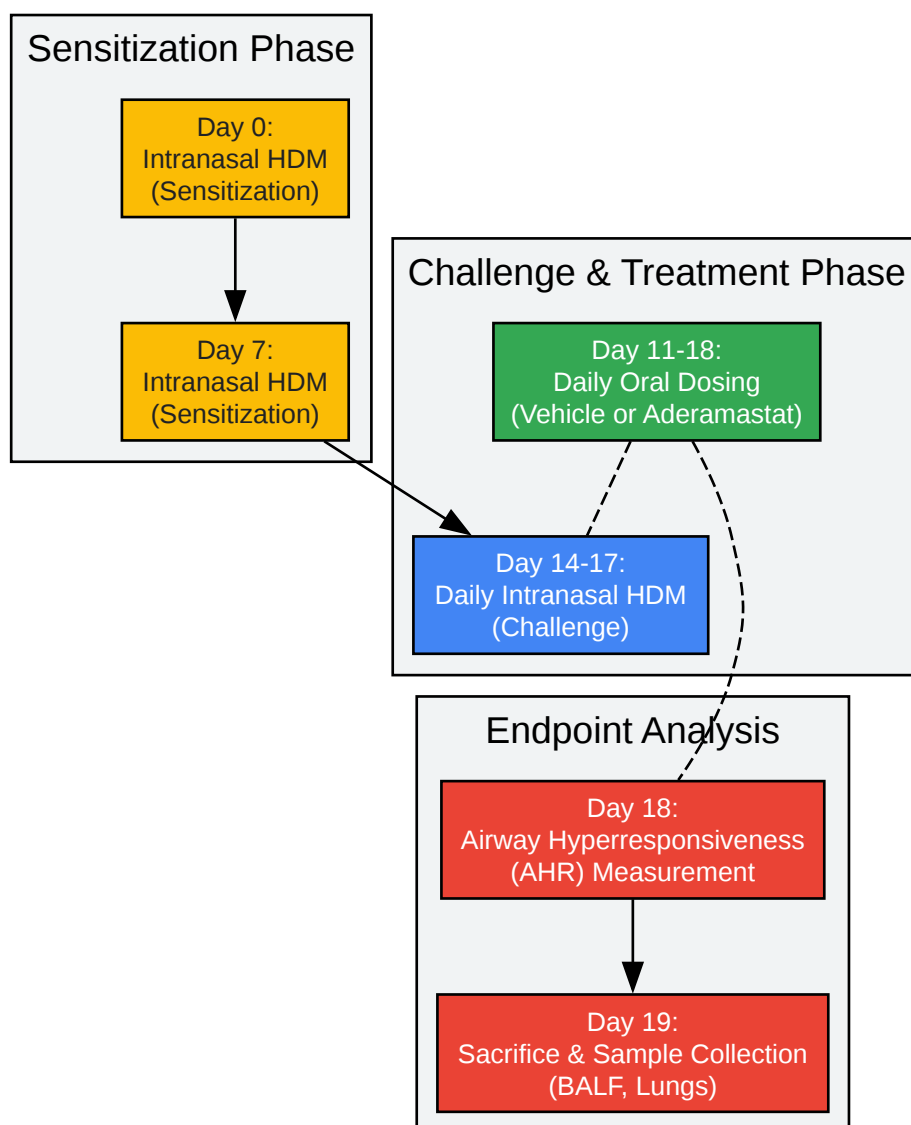 Sensitization Phase
Day 0:
Intranasal HDM
(Sensitization)
Day 7:
Intranasal HDM
(Sensitization)
Challenge & Treatment Phase
Day 11-18:
Daily Oral Dosing
(Vehicle or Aderamastat)
Day 14-17:
Daily Intranasal HDM
(Challenge)
Endpoint Analysis
Day 18:
Airway Hyperresponsiveness
(AHR) Measurement
Day 19:
Sacrifice & Sample Collection
(BALF, Lungs)